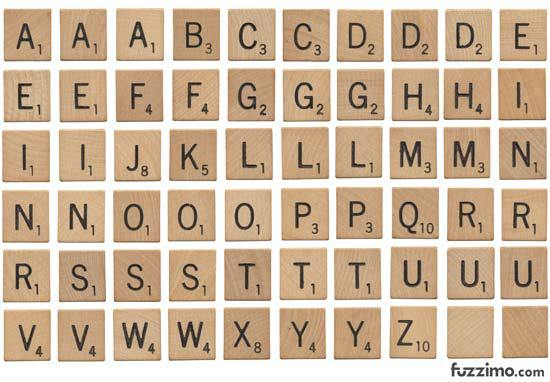 A1 A1 A1 B3 C3 C3 D2 D2 D2 E1
E1 E1 F4 F4 G2 G2 G2 H4 H4 I1
I1 I1 J8 K5 L1 L1 L1 M3 M3 N1
N1 N1 O1 O1 O1 P3 P3 Q10 R1 R1
R1 S1 S1 S1 T1 T1 T1 U1 U1 U1
V4 V4 W4 W4 X8 Y4 Y4 Z10
fuzzimo.com